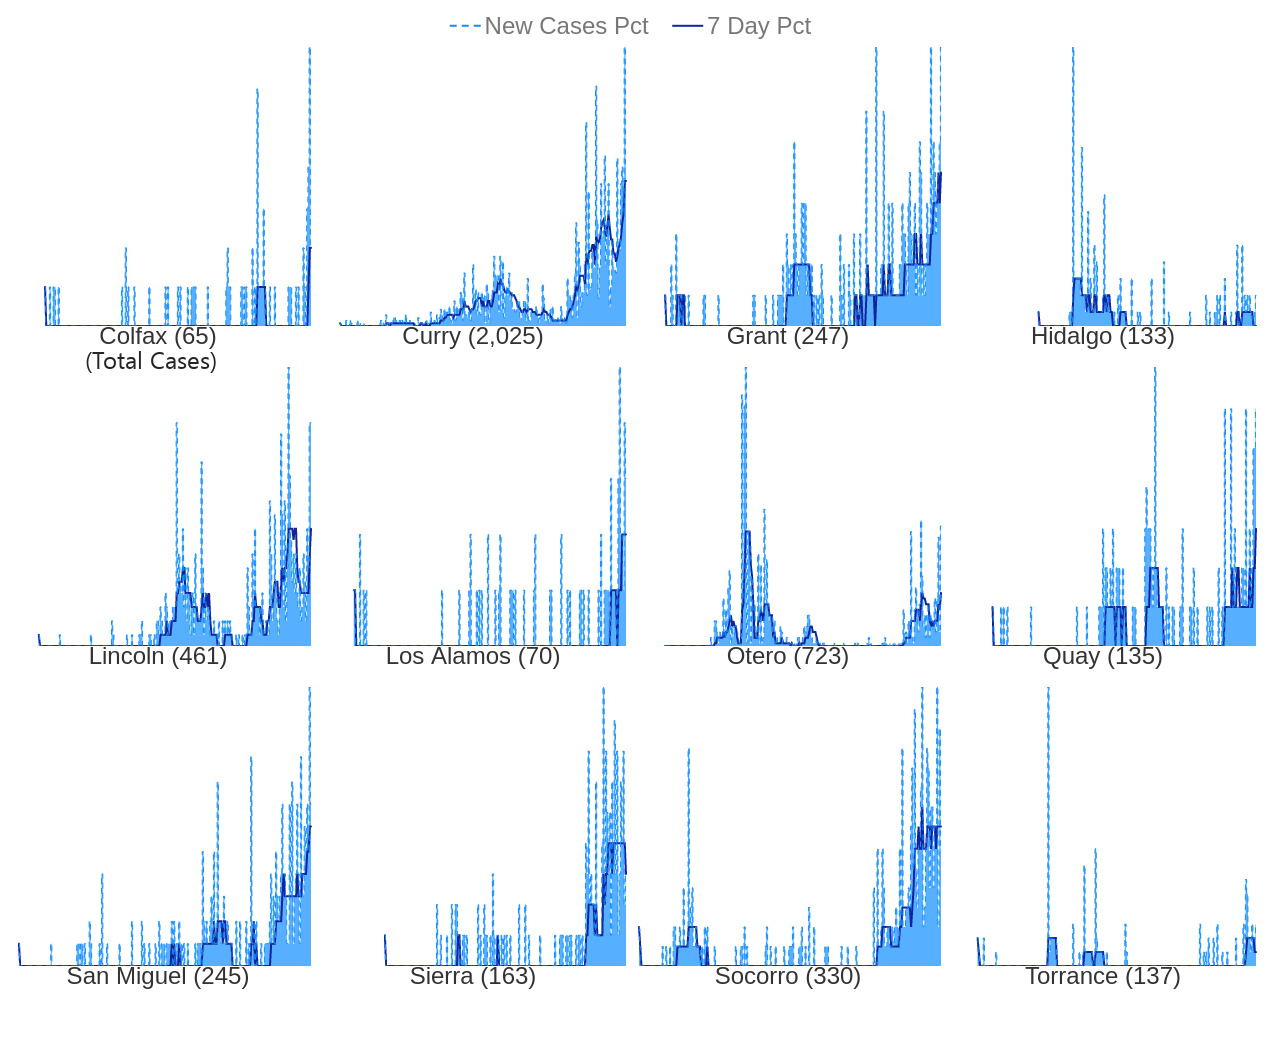 New Cases Pct 7 Day Pct
Colfax (65) Curry (2,025) Grant (247) Hidalgo (133)
(Total Cases)
Lincoln (461) Los Alamos (70) Otero (723) Quay (135)
San Miguel (245) Sierra (163) Socorro (330) Torrance (137)